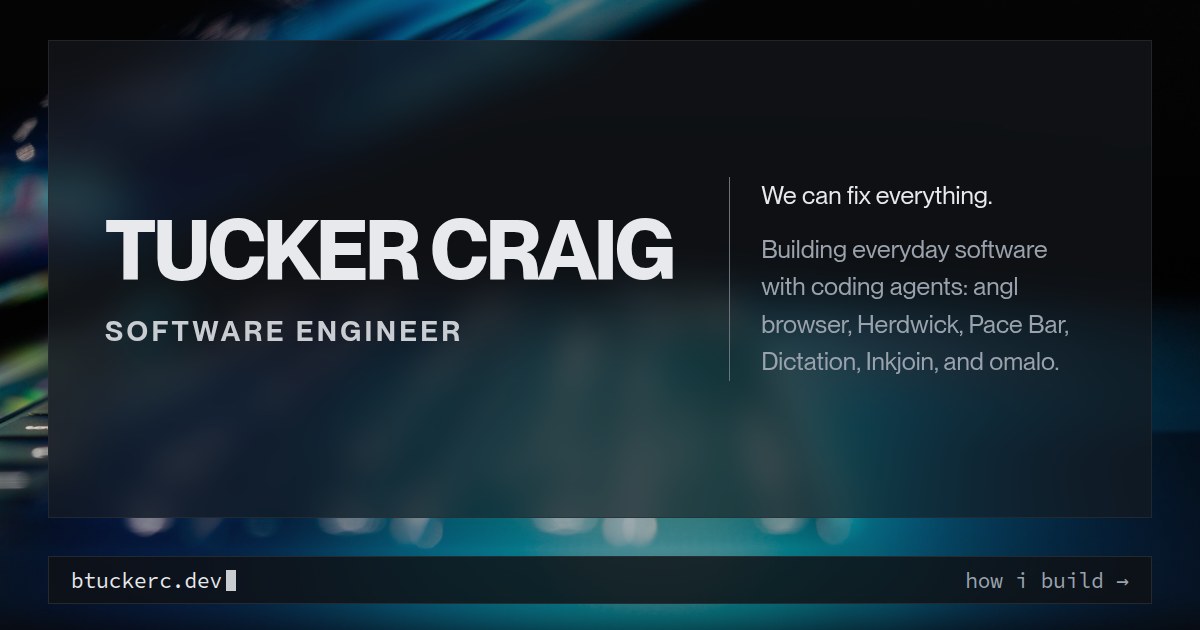 TUCKER CRAIG
SOFTWARE ENGINEER
We can fix everything.
Building everyday software
with coding agents: angl
browser, Herdwick, Pace Bar,
Dictation, Inkjoin, and omalo.
btuckerc.dev
how i build →